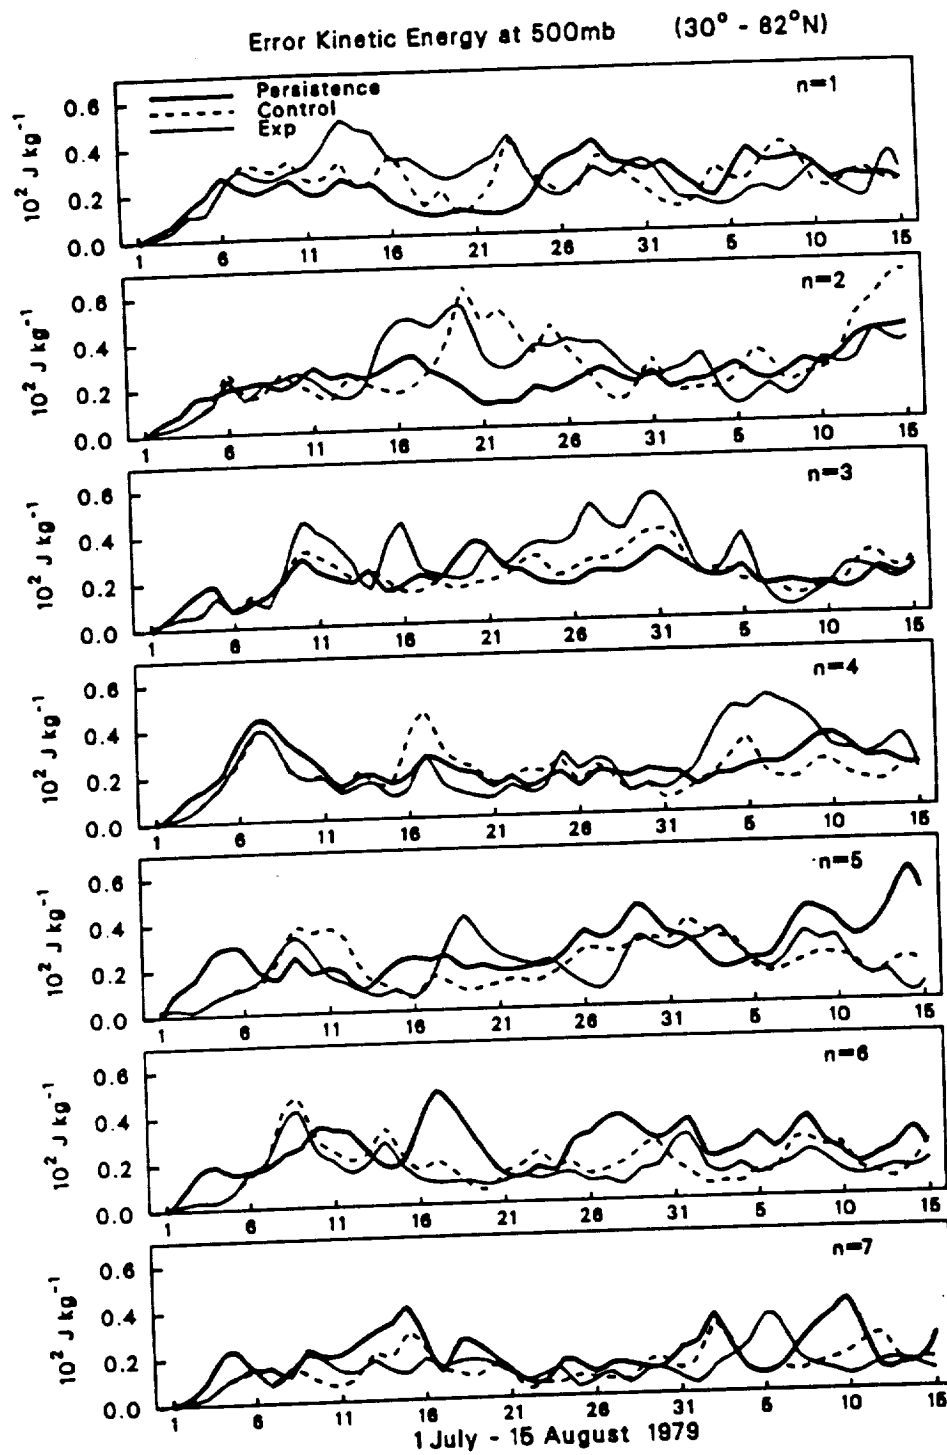 Error Kinetic Energy at 500mb (30° - 82°N)
0.6
0.4
0.2
0.0
10² J kg⁻¹
Persistence
Control
Exp
n=1
1 6 11 16 21 26 31 5 10 15
0.6
0.4
0.2
0.0
10² J kg⁻¹
n=2
1 6 11 16 21 26 31 5 10 15
0.6
0.4
0.2
0.0
10² J kg⁻¹
n=3
1 6 11 16 21 26 31 5 10 15
0.6
0.4
0.2
0.0
10² J kg⁻¹
n=4
1 6 11 16 21 26 31 5 10 15
0.6
0.4
0.2
0.0
10² J kg⁻¹
n=5
1 6 11 16 21 26 31 5 10 15
0.6
0.4
0.2
0.0
10² J kg⁻¹
n=6
1 6 11 16 21 26 31 5 10 15
0.6
0.4
0.2
0.0
10² J kg⁻¹
n=7
1 6 11 16 21 26 31 5 10 15
1 July - 15 August 1979